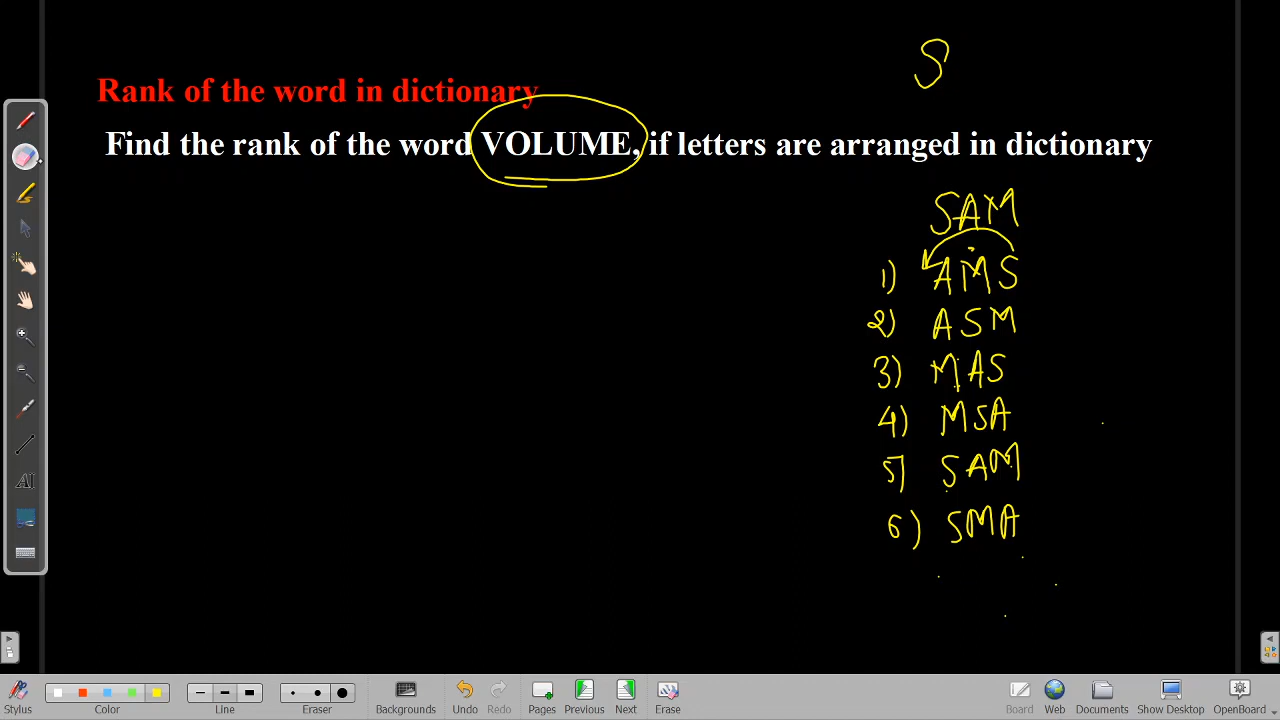 S
Rank of the word in dictionary
Find the rank of the word VOLUME, if letters are arranged in dictionary
SAM
1) AMS
2) ASM
3) MAS
4) MSA
5) SAM
6) SMA
AI
Stylus Color Line Eraser Backgrounds Undo Redo Pages Previous Next Erase Board Web Documents Show Desktop OpenBoard